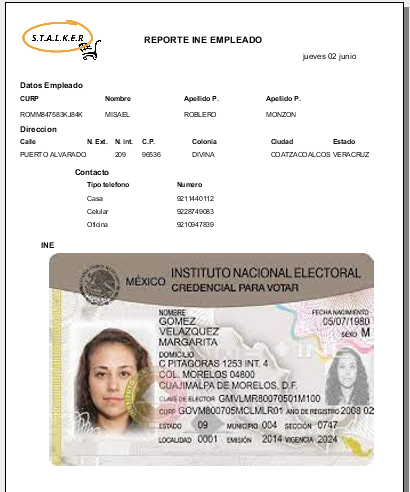 S.T.A.L.K.E.R
REPORTE INE EMPLEADO
jueves 02 junio
Datos Empleado
CURP Nombre Apellido P. Apellido P.
ROMM847583KJ84K MISAEL ROBLERO MONZON
Direccion
Calle N. Ext. N. int. C.P. Colonia Ciudad Estado
PUERTO ALVARADO 209 96536 DIVINA COATZACOALCOS VERACRUZ
Contacto
Tipo telefono Numero
Casa 9211440112
Celular 9228749083
Oficina 9210947839
INE
MÉXICO INSTITUTO NACIONAL ELECTORAL
CREDENCIAL PARA VOTAR
NOMBRE FECHA NACIMIENTO
GOMEZ 05/07/1980
VELAZQUEZ SEXO M
MARGARITA
DOMICILIO
C PITAGORAS 1253 INT. 4
COL. MORELOS 04800
CUAJIMALPA DE MORELOS, D.F.
CLAVE DE ELECTOR GMVLMR80070501M100
CURP GOVM800705MCLMLR01 AÑO DE REGISTRO 2008 02
ESTADO 09 MUNICIPIO 004 SECCIÓN 0747
LOCALIDAD 0001 EMISIÓN 2014 VIGENCIA 2024